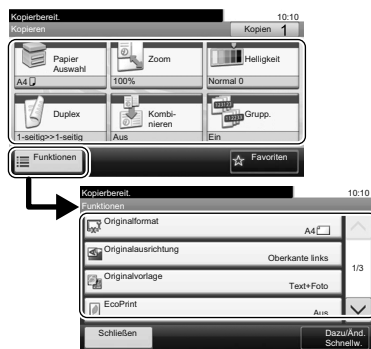 Kopierbereit. 10:10
Kopieren Kopien 1
Papier Auswahl
A4
Zoom
100%
Helligkeit
Normal 0
Duplex
1-seitig>>1-seitig
Kombi-
nieren
Aus
Grupp.
Ein
Funktionen
Favoriten
Kopierbereit. 10:10
Funktionen
Originalformat
A4
Originalausrichtung
Oberkante links
Originalvorlage
Text+Foto
EcoPrint
Aus
1/3
Schließen
Dazu/Änd.
Schnellw.